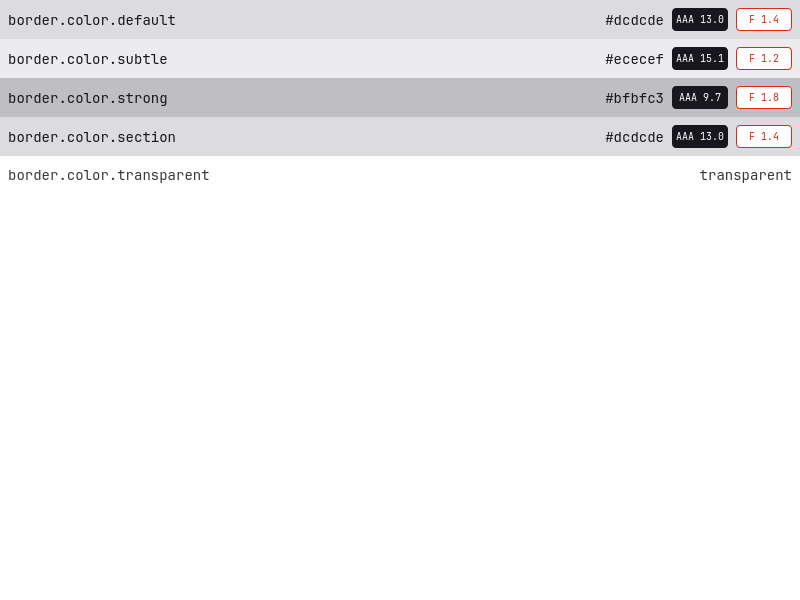 border.color.default #dcdcde AAA 13.0 F 1.4
border.color.subtle #ececef AAA 15.1 F 1.2
border.color.strong #bfbfc3 AAA 9.7 F 1.8
border.color.section #dcdcde AAA 13.0 F 1.4
border.color.transparent transparent